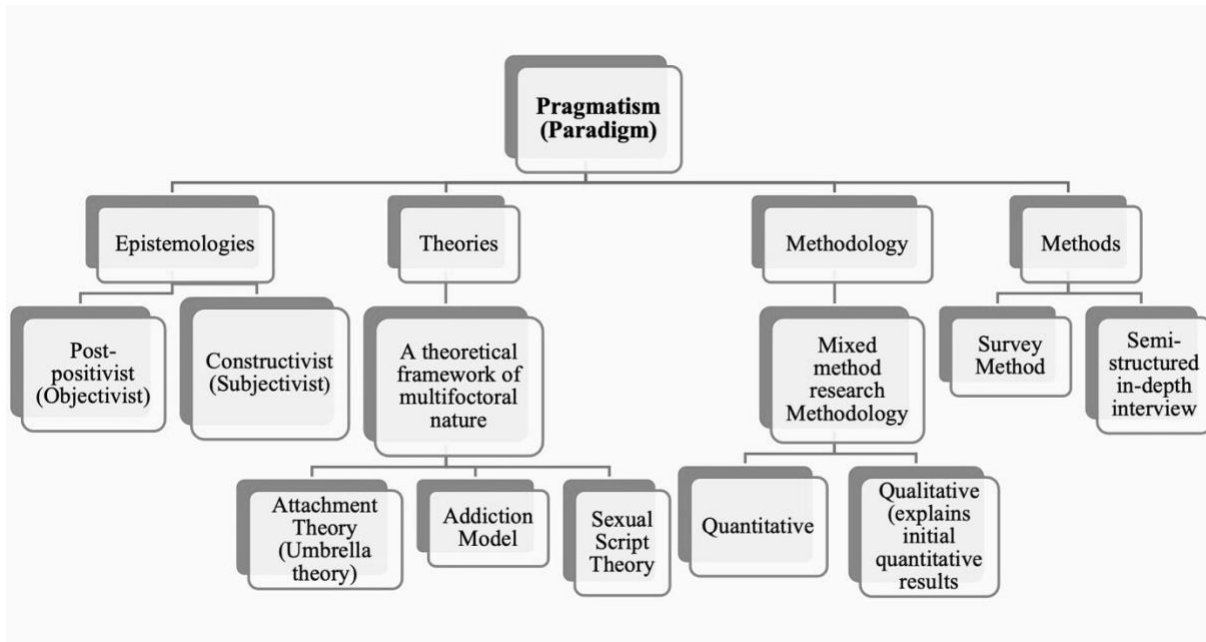 Pragmatism
(Paradigm)
Epistemologies
Theories
Methodology
Methods
Post-
positivist
(Objectivist)
Constructivist
(Subjectivist)
A theoretical
framework of
multifoctoral
nature
Mixed
method
research
Methodology
Survey
Method
Semi-
structured
in-depth
interview
Attachment
Theory
(Umbrella
theory)
Addiction
Model
Sexual
Script
Theory
Quantitative
Qualitative
(explains
initial
quantitative
results